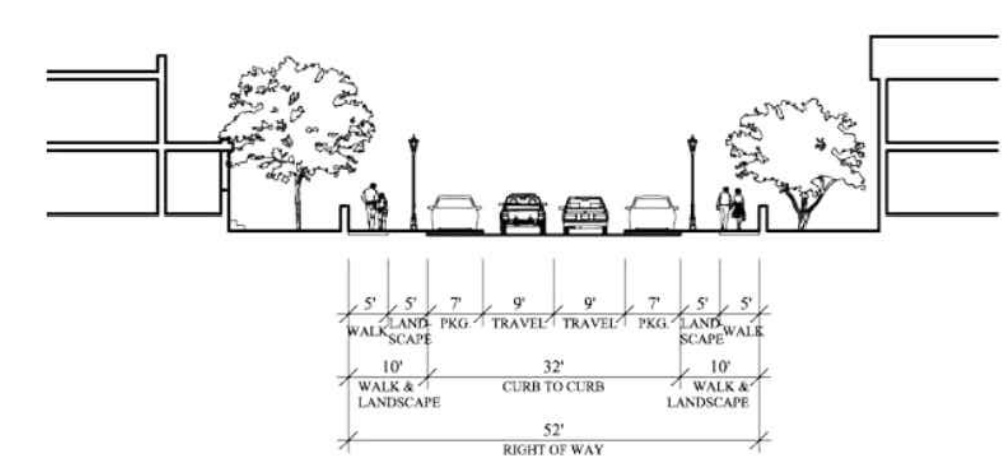 5' 5' 7' 9' 9' 7' 5' 5'
WALK LAND- PKG. TRAVEL TRAVEL PKG. LAND- WALK
SCAPE SCAPE
10' 32' 10'
WALK & CURB TO CURB WALK &
LANDSCAPE LANDSCAPE
52'
RIGHT OF WAY